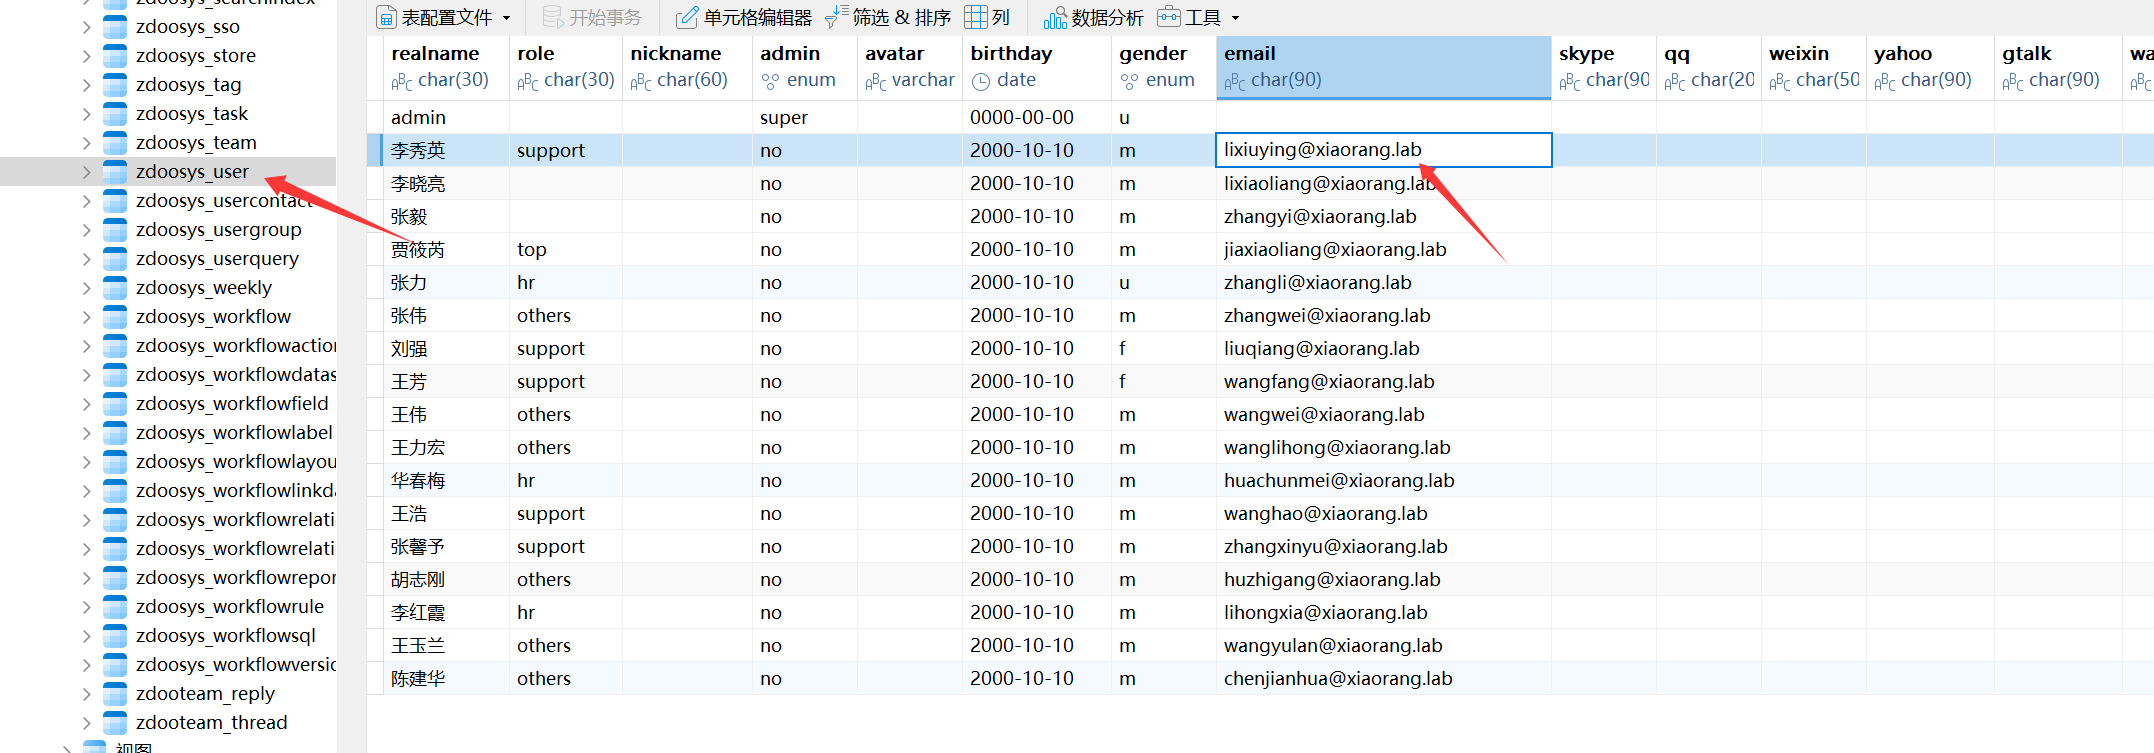 zdoosys_sso
zdoosys_store
zdoosys_tag
zdoosys_task
zdoosys_team
zdoosys_user
zdoosys_usercontact
zdoosys_usergroup
zdoosys_userquery
zdoosys_weekly
zdoosys_workflow
zdoosys_workflowaction
zdoosys_workflowdatas
zdoosys_workflowfield
zdoosys_workflowlabel
zdoosys_workflowlayou
zdoosys_workflowlinkda
zdoosys_workflowrelati
zdoosys_workflowrelati
zdoosys_workflowrepor
zdoosys_workflowrule
zdoosys_workflowsql
zdoosys_workflowversio
zdooteam_reply
zdooteam_thread
视图
表配置文件 开始事务 单元格编辑器 筛选 & 排序 列 数据分析 工具
realname role nickname admin avatar birthday gender email skype qq weixin yahoo gtalk wa
char(30) char(30) char(60) enum varchar date enum char(90) char(90 char(20 char(50 char(90) char(90)
admin super 0000-00-00 u
李秀英 support no 2000-10-10 m lixiuying@xiaorang.lab
李晓亮 no 2000-10-10 m lixiaoliang@xiaorang.lab
张毅 no 2000-10-10 m zhangyi@xiaorang.lab
贾筱芮 top no 2000-10-10 m jiaxiaoliang@xiaorang.lab
张力 hr no 2000-10-10 u zhangli@xiaorang.lab
张伟 others no 2000-10-10 m zhangwei@xiaorang.lab
刘强 support no 2000-10-10 f liuqiang@xiaorang.lab
王芳 support no 2000-10-10 f wangfang@xiaorang.lab
王伟 others no 2000-10-10 m wangwei@xiaorang.lab
王力宏 others no 2000-10-10 m wanglihong@xiaorang.lab
华春梅 hr no 2000-10-10 m huachunmei@xiaorang.lab
王浩 support no 2000-10-10 m wanghao@xiaorang.lab
张馨予 support no 2000-10-10 m zhangxinyu@xiaorang.lab
胡志刚 others no 2000-10-10 m huzhigang@xiaorang.lab
李红霞 hr no 2000-10-10 m lihongxia@xiaorang.lab
王玉兰 others no 2000-10-10 m wangyulan@xiaorang.lab
陈建华 others no 2000-10-10 m chenjianhua@xiaorang.lab